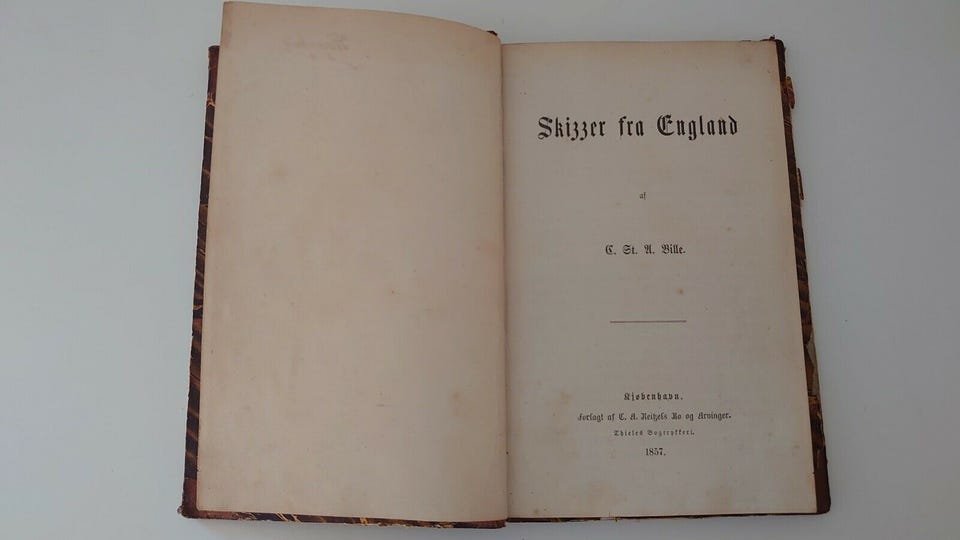 Skizzer fra England
af
C. St. A. Bille.
Kjøbenhavn.
Forlagt af C. A. Reitzels Bo og Arvinger.
Thieles Bogtrykkeri.
1857.